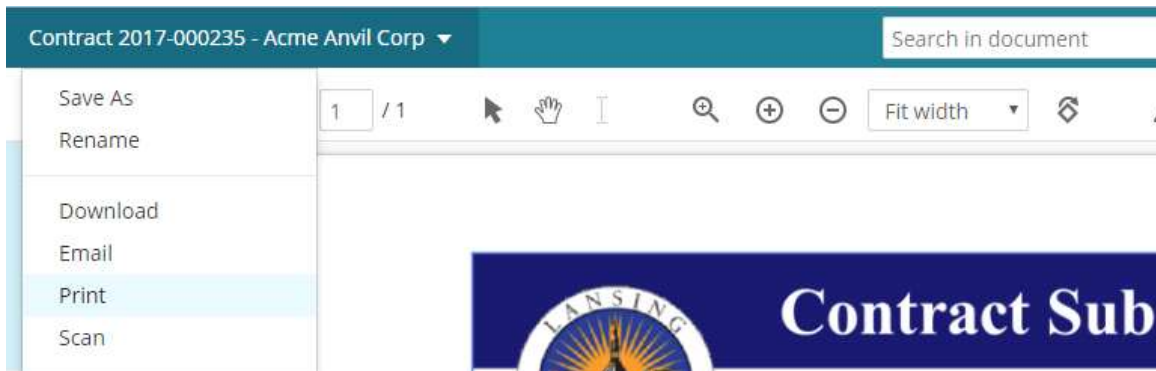 Contract 2017-000235 - Acme Anvil Corp
Search in document
Save As
Rename
Download
Email
Print
Scan
1 / 1
Fit width
LANSING
Contract Sub